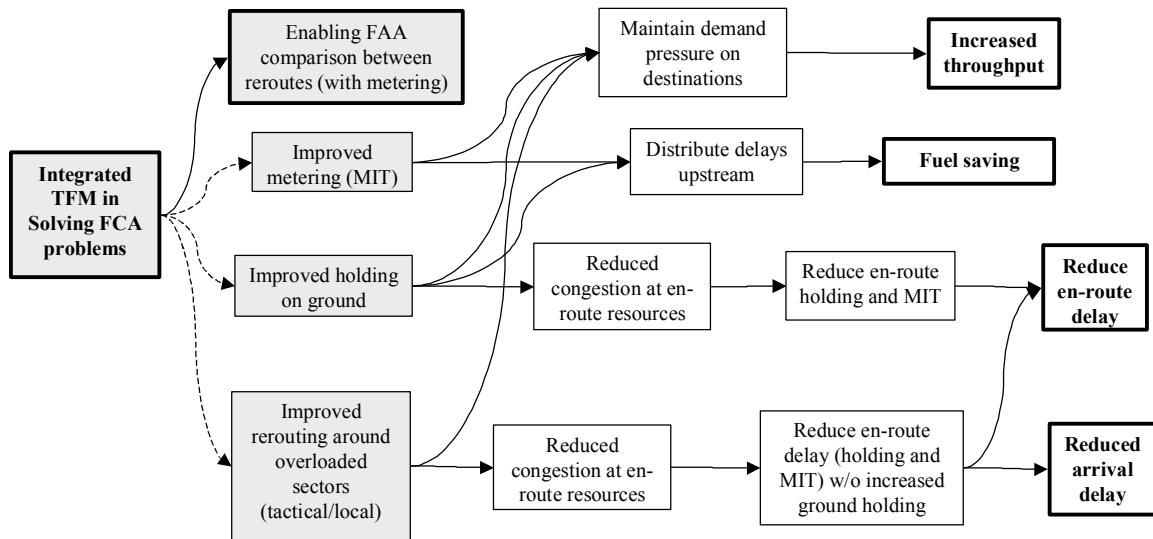 Enabling FAA
comparison between
reroutes (with metering)
Maintain demand
pressure on
destinations
Increased
throughput
Integrated
TFM in
Solving FCA
problems
Improved
metering (MIT)
Distribute delays
upstream
Fuel saving
Improved holding
on ground
Reduced
congestion at en-
route resources
Reduce en-route
holding and MIT
Reduce
en-route
delay
Improved
rerouting around
overloaded
sectors
(tactical/local)
Reduced
congestion at en-
route resources
Reduce en-route
delay (holding and
MIT) w/o increased
ground holding
Reduced
arrival
delay